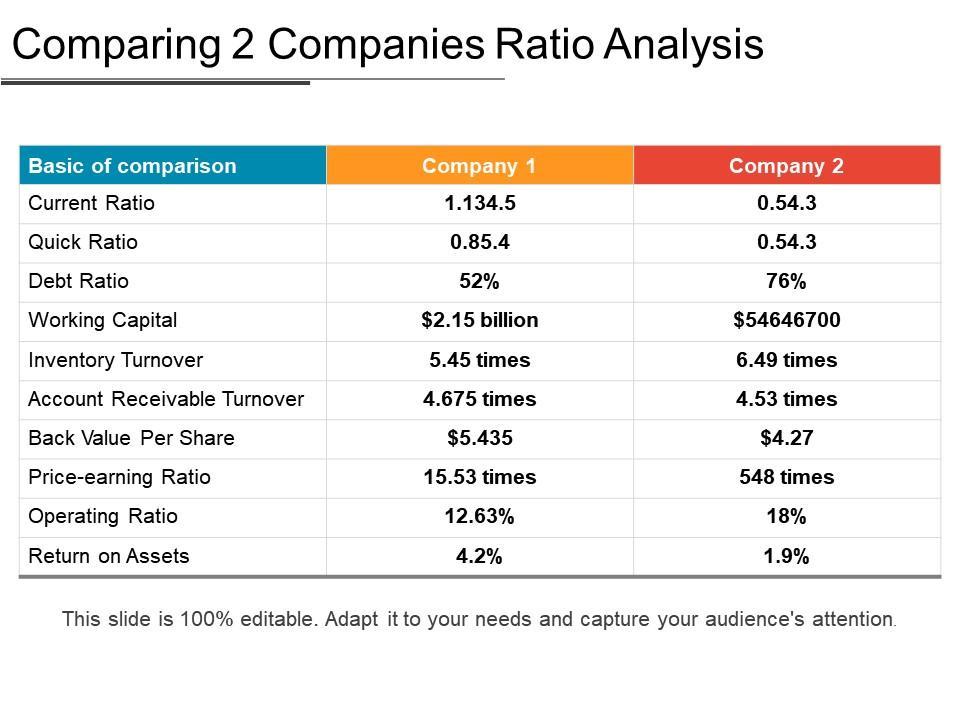 Comparing 2 Companies Ratio Analysis
Basic of comparison Company 1 Company 2
Current Ratio 1.134.5 0.54.3
Quick Ratio 0.85.4 0.54.3
Debt Ratio 52% 76%
Working Capital $2.15 billion $54646700
Inventory Turnover 5.45 times 6.49 times
Account Receivable Turnover 4.675 times 4.53 times
Back Value Per Share $5.435 $4.27
Price-earning Ratio 15.53 times 548 times
Operating Ratio 12.63% 18%
Return on Assets 4.2% 1.9%
This slide is 100% editable. Adapt it to your needs and capture your audience's attention.